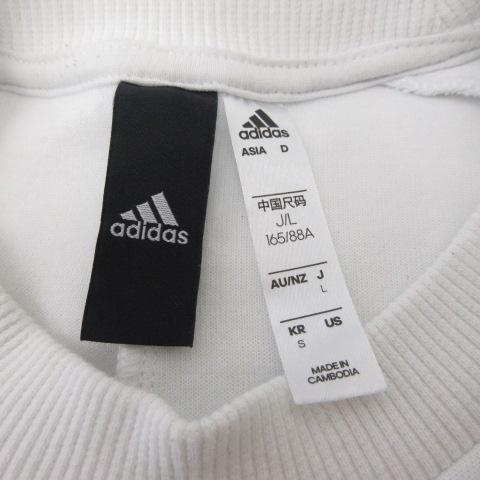 adidas
adidas
ASIA D
中国尺码
J/L
165/88A
AU/NZ J
L
KR US
S
MADE IN
CAMBODIA